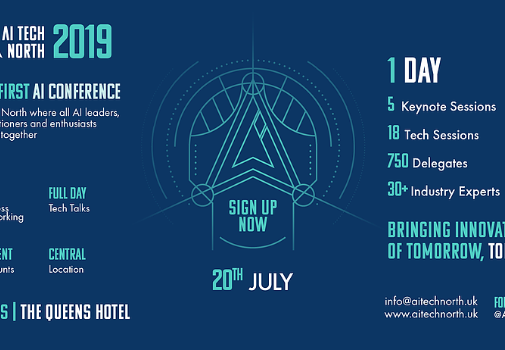 AI TECH
& NORTH 2019
FIRST AI CONFERENCE
North where all AI leaders,
tioners and enthusiasts
together
ss
orking
FULL DAY
Tech Talks
ENT
unts
CENTRAL
Location
S | THE QUEENS HOTEL
SIGN UP
NOW
20TH JULY
1 DAY
5 Keynote Sessions
18 Tech Sessions
750 Delegates
30+ Industry Experts
BRINGING INNOVAT
OF TOMORROW, TO
info@aitechnorth.uk
www.aitechnorth.uk
FO
@A